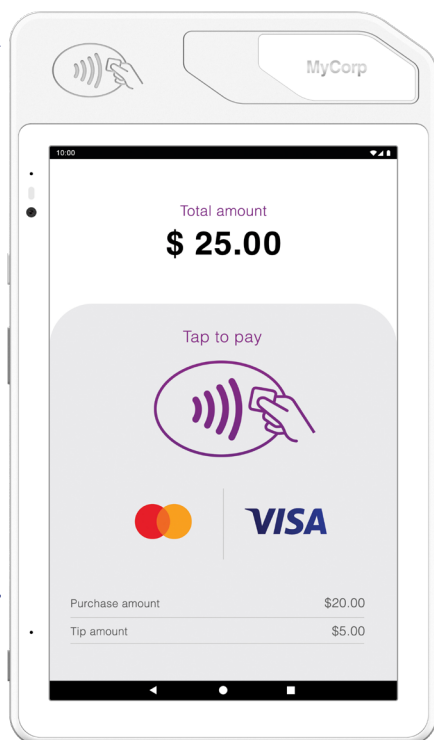 MyCorp
10:00
Total amount
$ 25.00
Tap to pay
VISA
Purchase amount $20.00
Tip amount $5.00